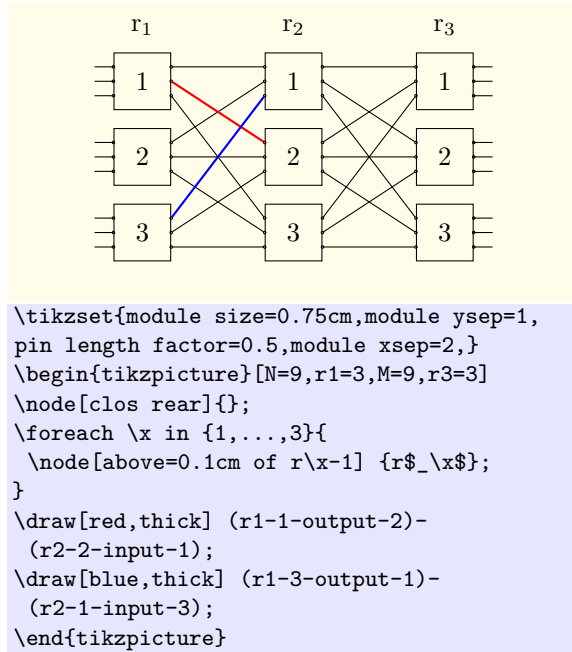 r1 r2 r3
1 1 1
2 2 2
3 3 3
\tikzset{module size=0.75cm,module ysep=1,
pin length factor=0.5,module xsep=2,}
\begin{tikzpicture}[N=9,r1=3,M=9,r3=3]
\node[clos rear]{};
\foreach \x in {1,...,3}{
\node[above=0.1cm of r\x-1] {r$_\x$};
}
\draw[red,thick] (r1-1-output-2)-
(r2-2-input-1);
\draw[blue,thick] (r1-3-output-1)-
(r2-1-input-3);
\end{tikzpicture}